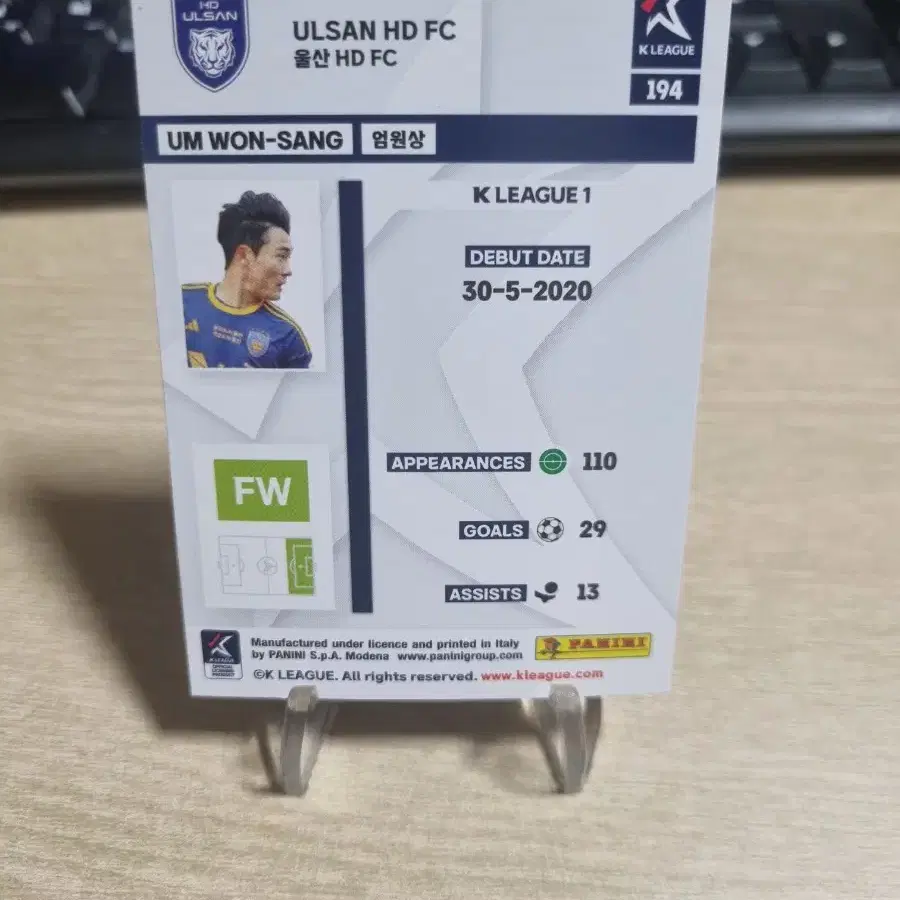 HD
ULSAN
ULSAN HD FC
울산 HD FC
K LEAGUE
194
UM WON-SANG 엄원상
K LEAGUE 1
DEBUT DATE
30-5-2020
APPEARANCES 110
FW
GOALS 29
ASSISTS 13
Manufactured under licence and printed in Italy
by PANINI S.p.A. Modena www.paninigroup.com
PANINI
©K LEAGUE. All rights reserved. www.kleague.com